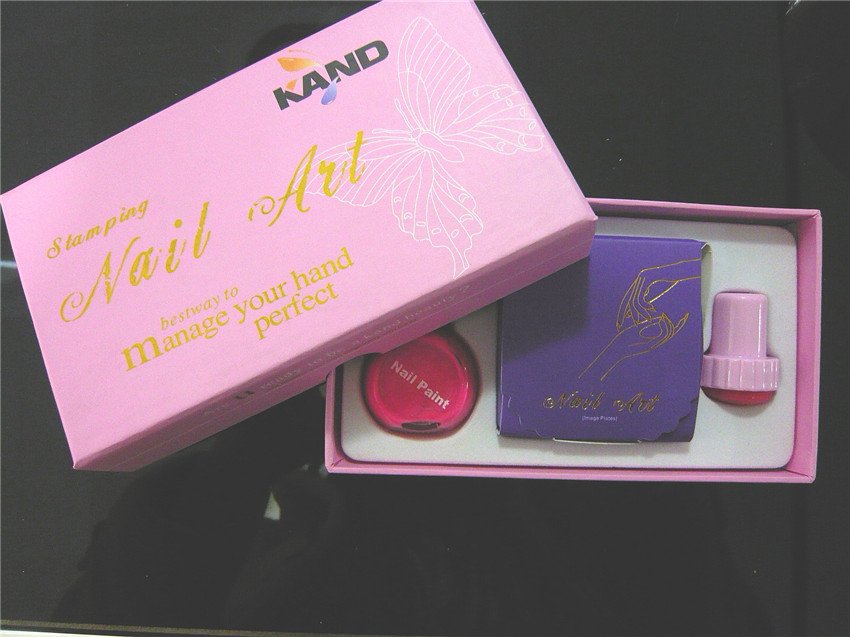 KAND
Stamping
Nail Art
bestway to
manage your hand
perfect
Nail Paint
Nail Art
(Image Plates)